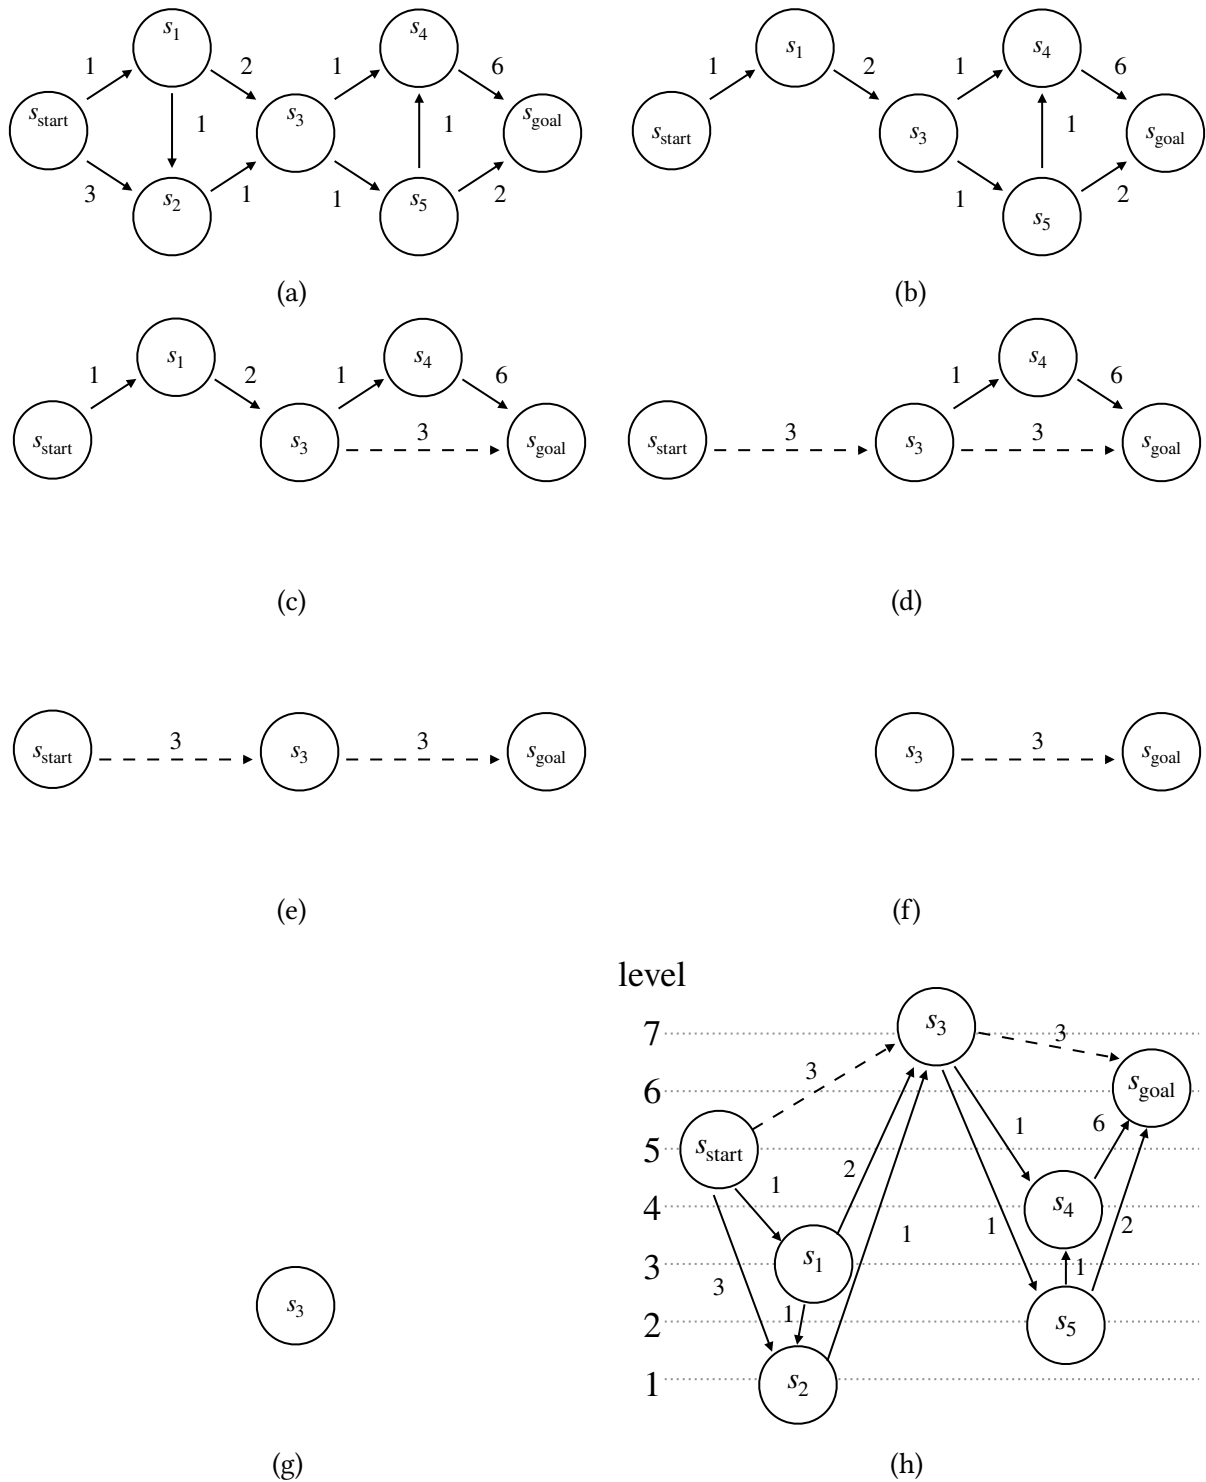 s1 s4 s1 s4
1 2 1 6 1 2 1 6
sstart s3 sgoal sstart s3 sgoal
1 1 1
3 1 1 2 1 2
s2 s5 s5
(a) (b)
s1 s4 s4
1 2 1 6 1 6
sstart s3 3 sgoal sstart 3 s3 3 sgoal
(c) (d)
sstart 3 s3 3 sgoal s3 3 sgoal
(e) (f)
level
7 s3 3
6 3 sgoal
5 sstart 1 6
4 1 2 s4
3 s1 1 1 2
s3 3 1
2 1 s5
1 s2
(g) (h)